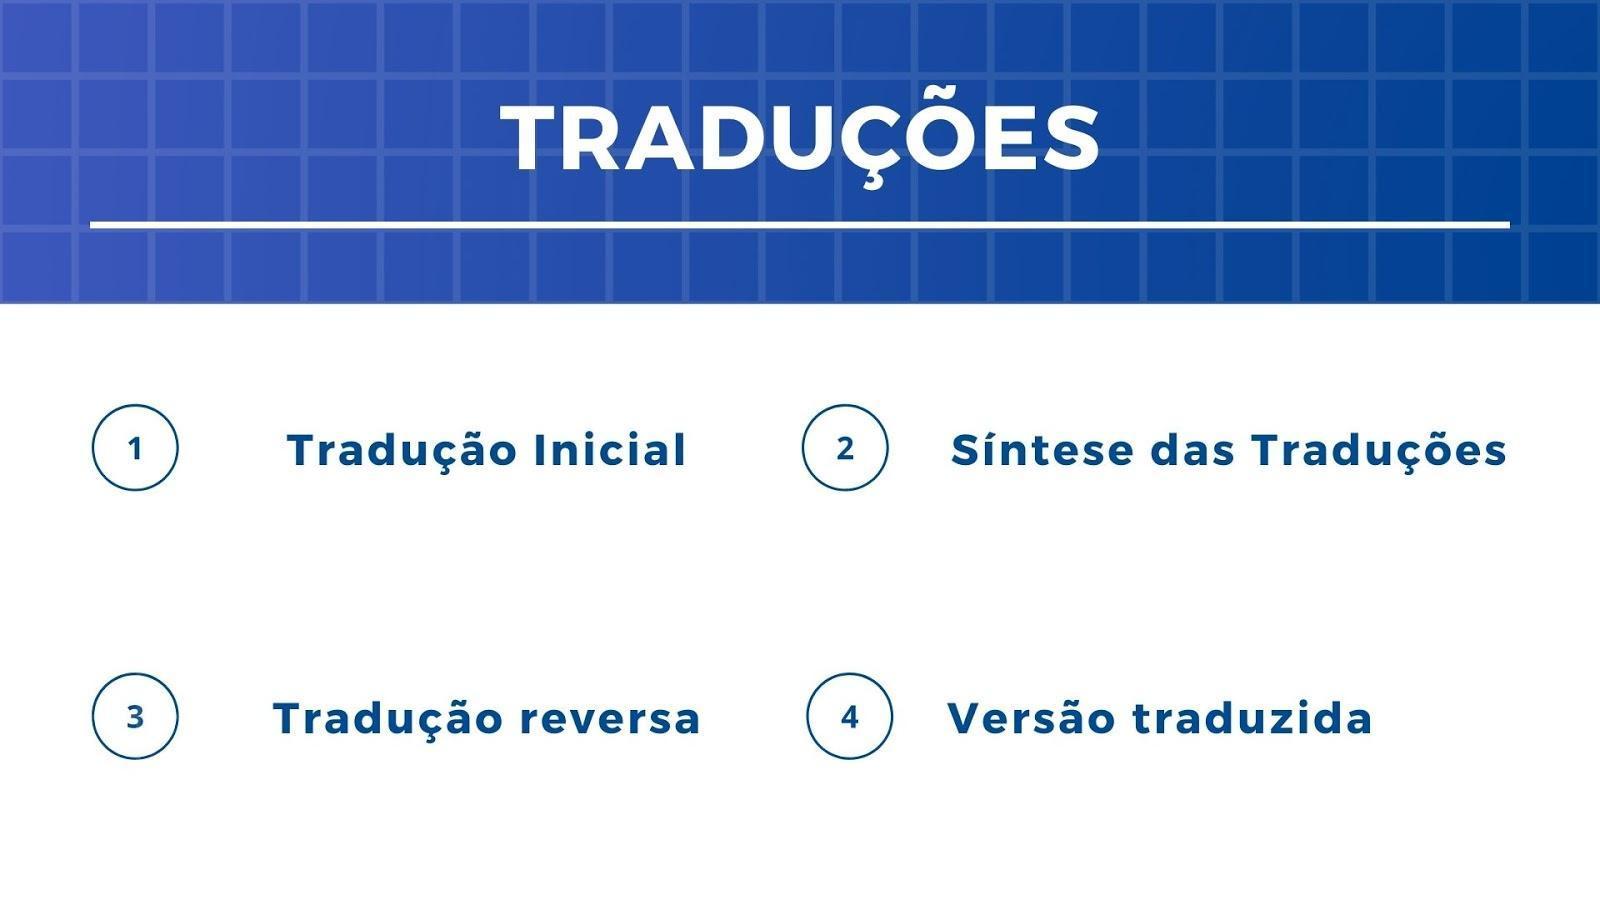 TRADUÇÕES
1 Tradução Inicial
2 Síntese das Traduções
3 Tradução reversa
4 Versão traduzida